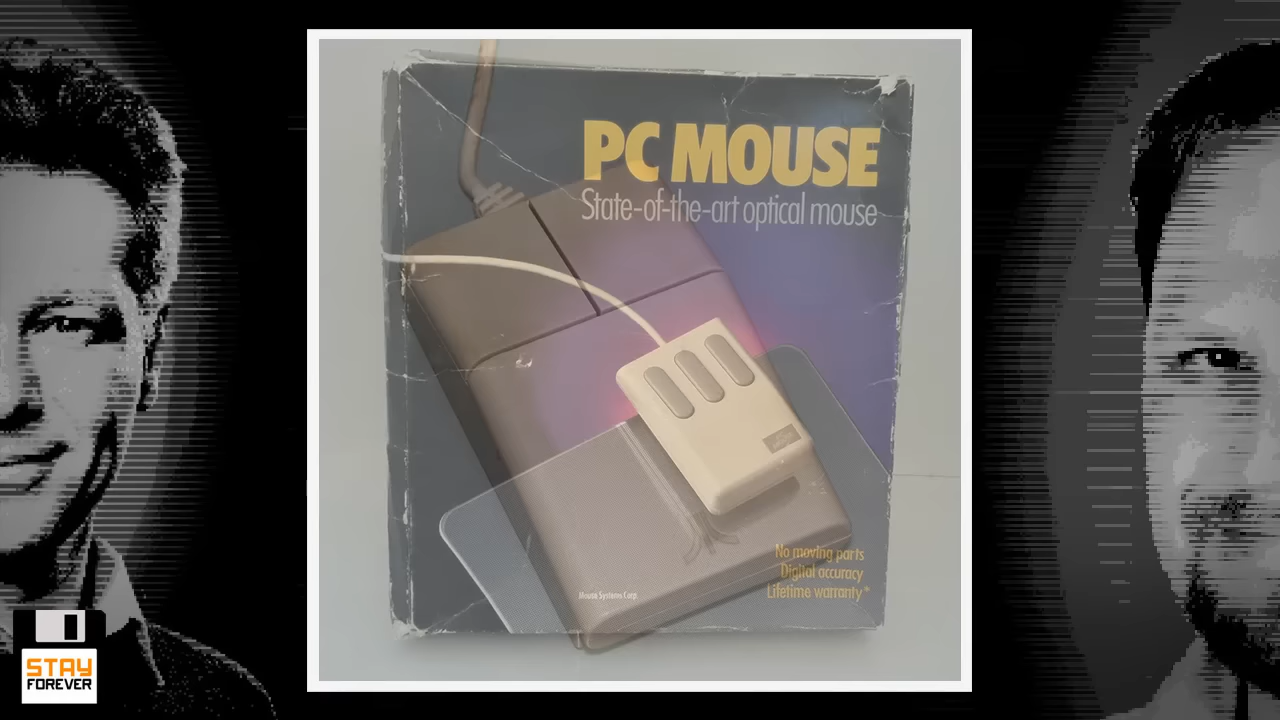 PC MOUSE
State-of-the-art optical mouse
No moving parts
Digital accuracy
Lifetime warranty*
Mouse Systems Corp.
STAY
FOREVER